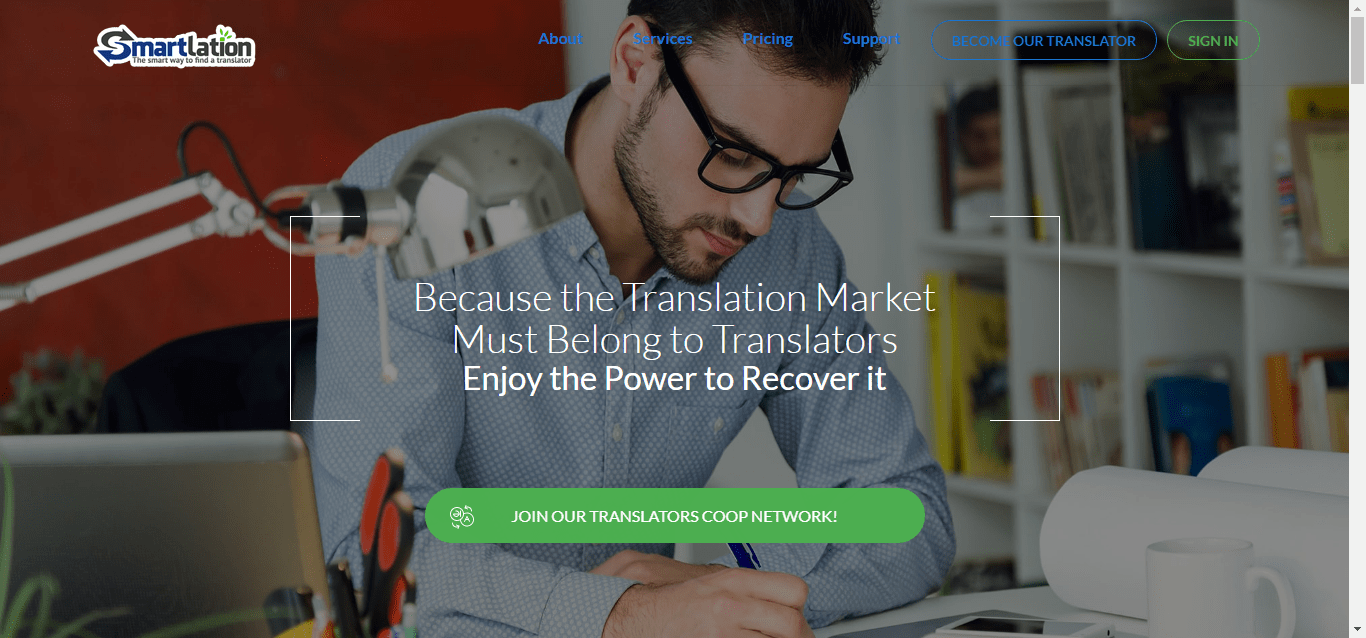 Smartlation
The smart way to find a translator
About Services Pricing Support BECOME OUR TRANSLATOR SIGN IN
Because the Translation Market
Must Belong to Translators
Enjoy the Power to Recover it
JOIN OUR TRANSLATORS COOP NETWORK!